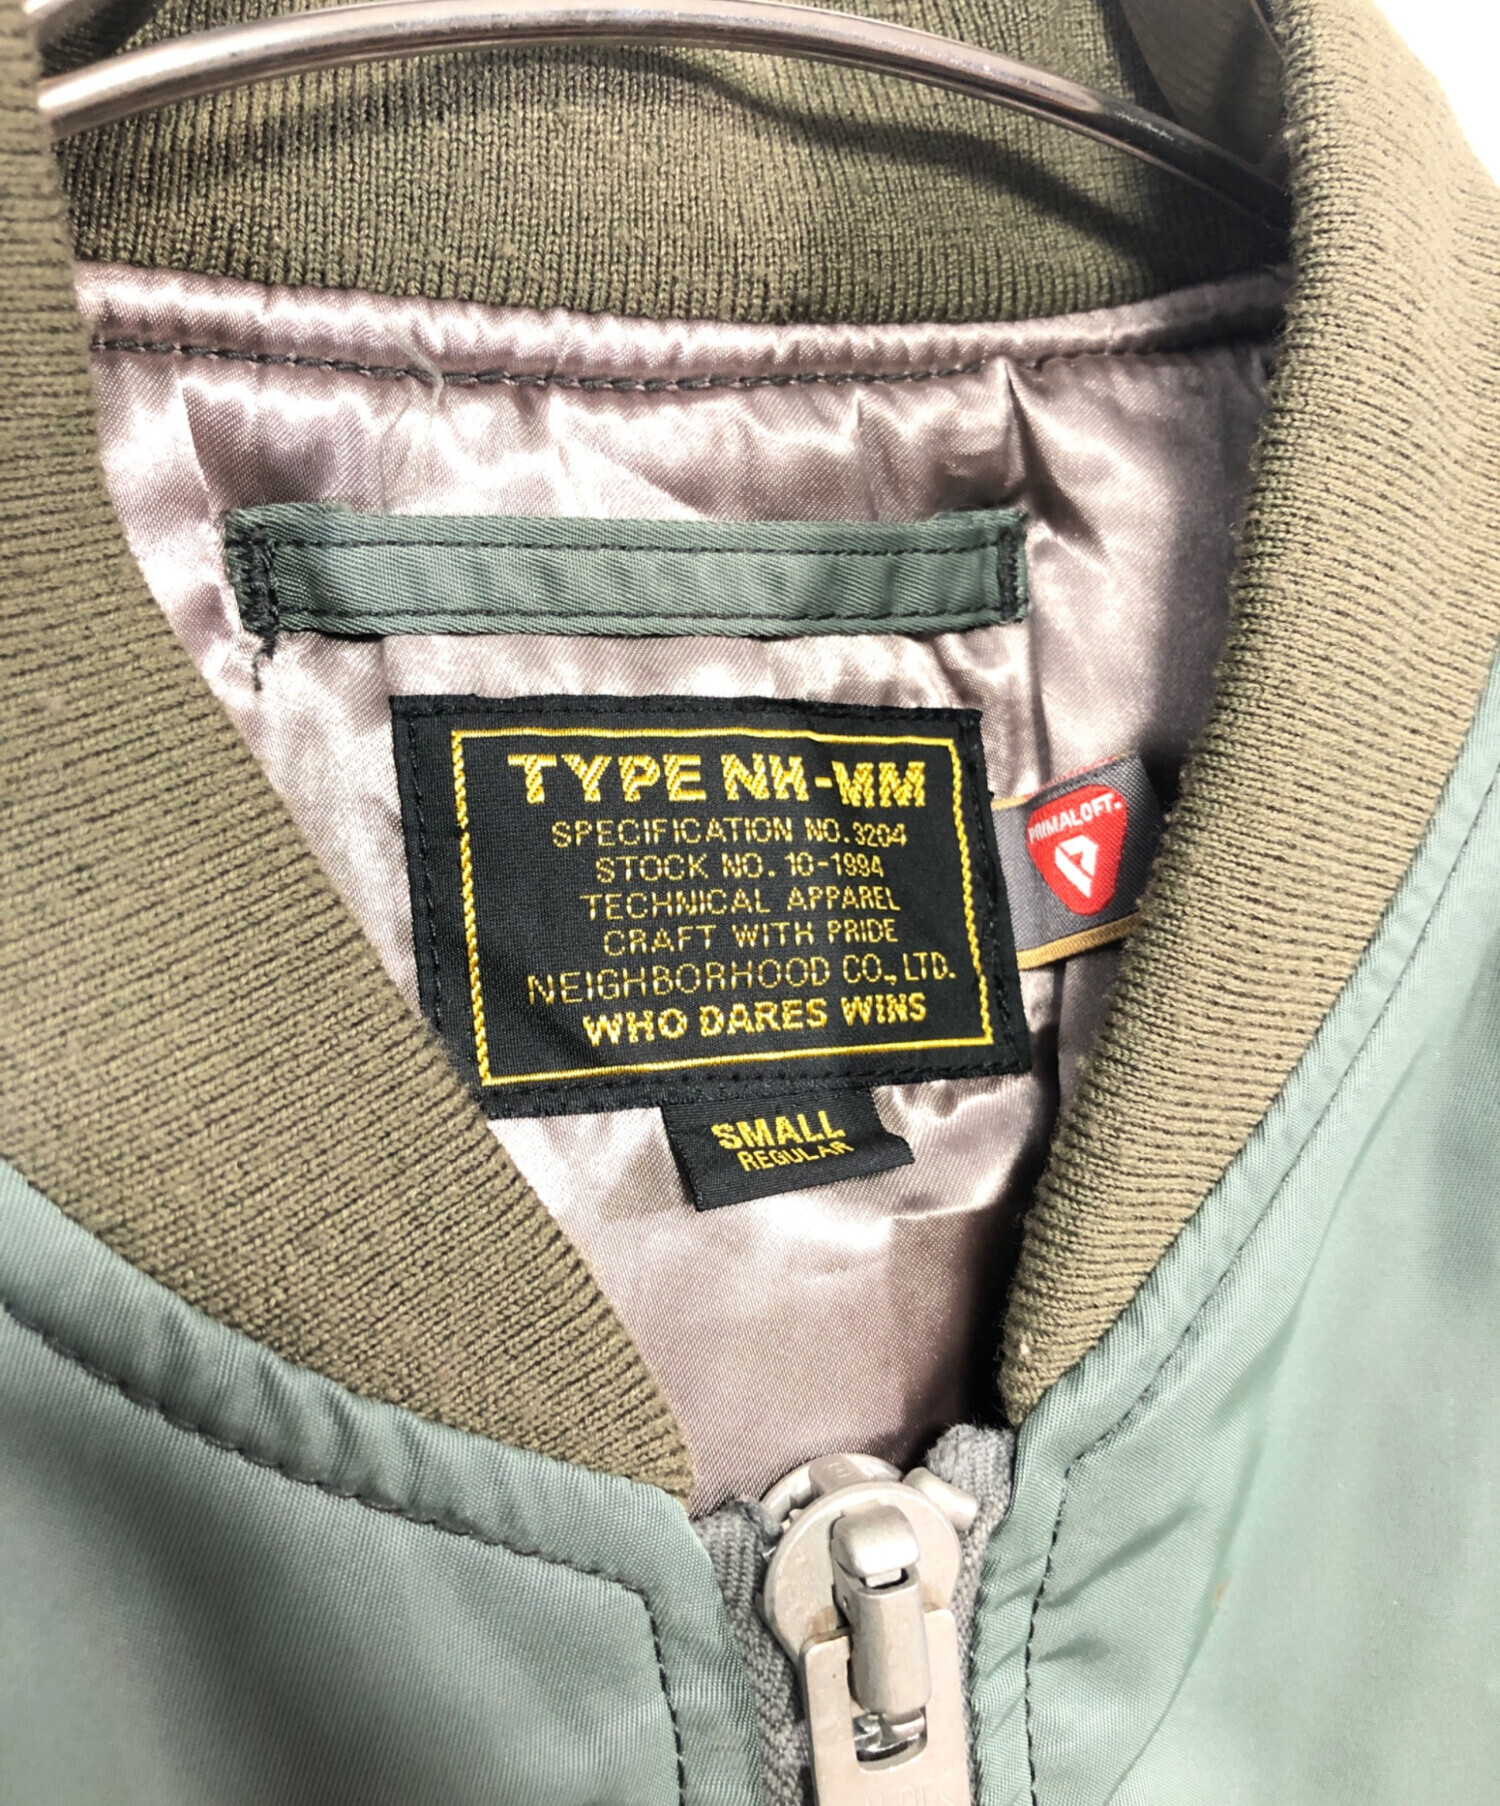 TYPE NH-MM
SPECIFICATION NO.3204
STOCK NO. 10-1994
TECHNICAL APPAREL
CRAFT WITH PRIDE
NEIGHBORHOOD CO., LTD.
WHO DARES WINS
SMALL
REGULAR
PRIMALOFT.